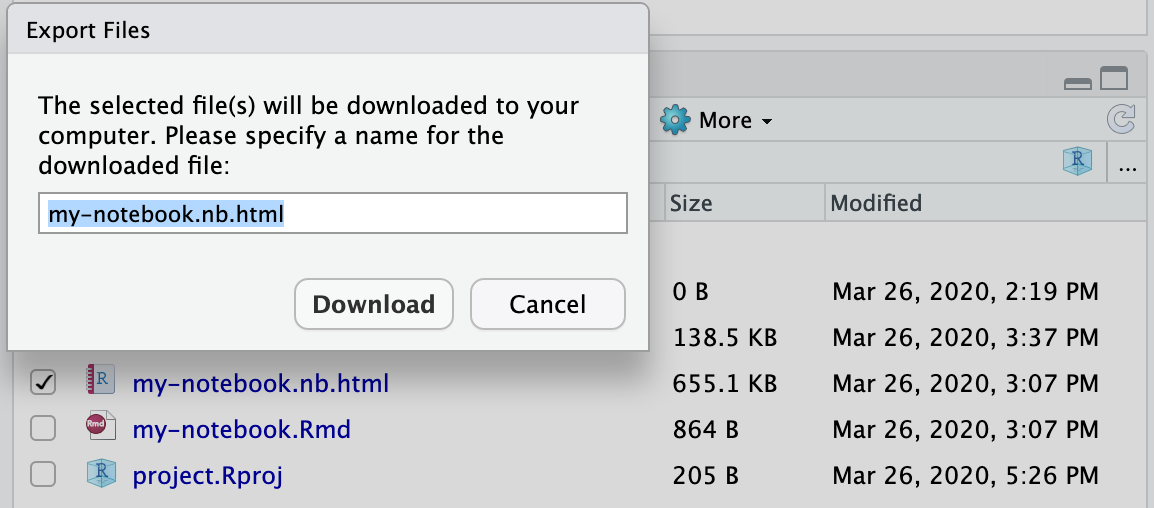 Export Files
The selected file(s) will be downloaded to your
computer. Please specify a name for the
downloaded file:
my-notebook.nb.html
Download Cancel
More
R ...
Size Modified
0 B Mar 26, 2020, 2:19 PM
138.5 KB Mar 26, 2020, 3:37 PM
R my-notebook.nb.html 655.1 KB Mar 26, 2020, 3:07 PM
Rmd my-notebook.Rmd 864 B Mar 26, 2020, 3:07 PM
R project.Rproj 205 B Mar 26, 2020, 5:26 PM